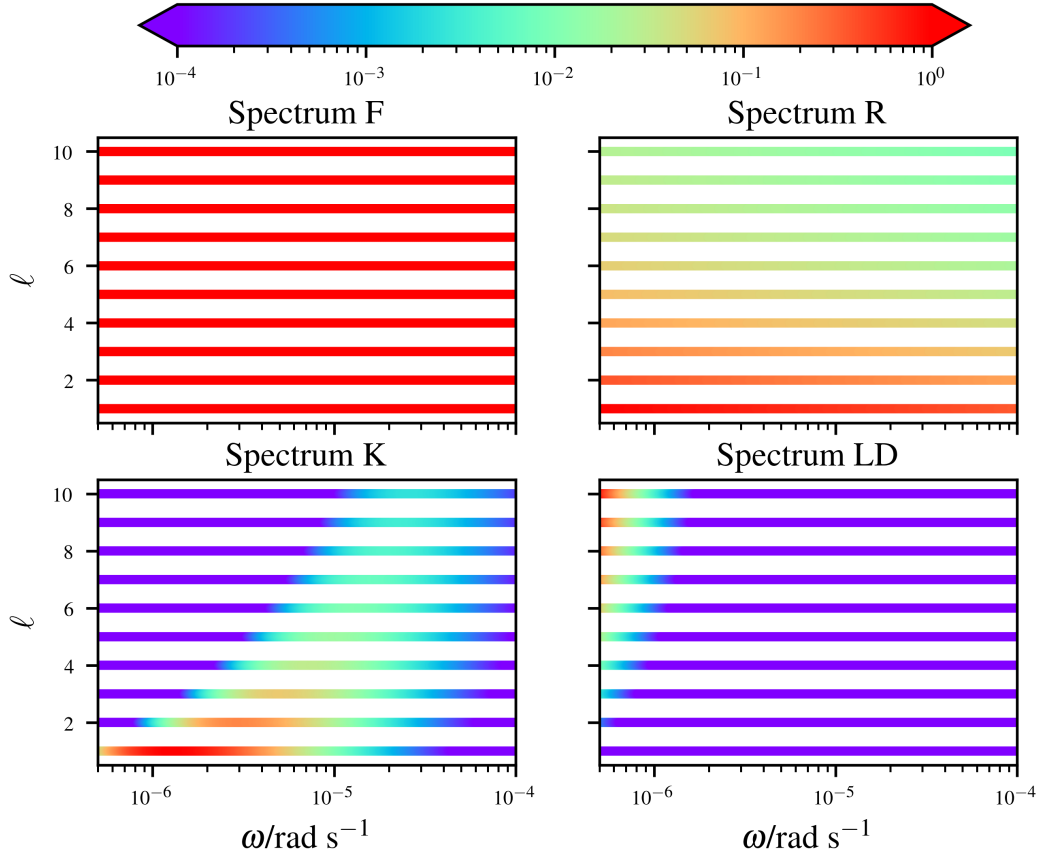 10⁻⁴ 10⁻³ 10⁻² 10⁻¹ 10⁰
Spectrum F Spectrum R
10
8
6
ℓ
4
2
Spectrum K Spectrum LD
10
8
6
ℓ
4
2
10⁻⁶ 10⁻⁵ 10⁻⁴ 10⁻⁶ 10⁻⁵ 10⁻⁴
ω/rad s⁻¹ ω/rad s⁻¹